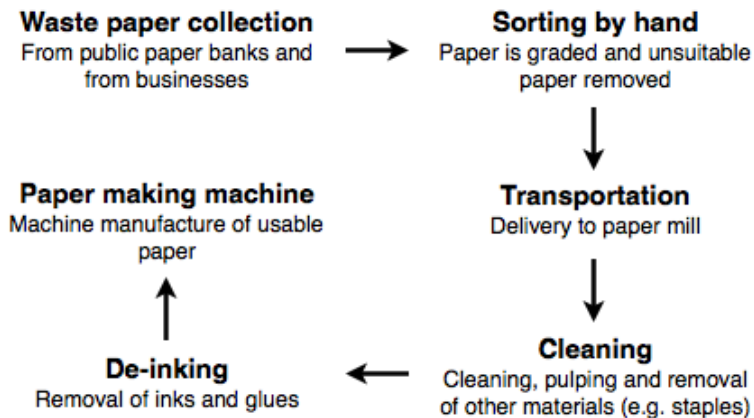 Waste paper collection
From public paper banks and
from businesses
Sorting by hand
Paper is graded and unsuitable
paper removed
Transportation
Delivery to paper mill
Cleaning
Cleaning, pulping and removal
of other materials (e.g. staples)
De-inking
Removal of inks and glues
Paper making machine
Machine manufacture of usable
paper